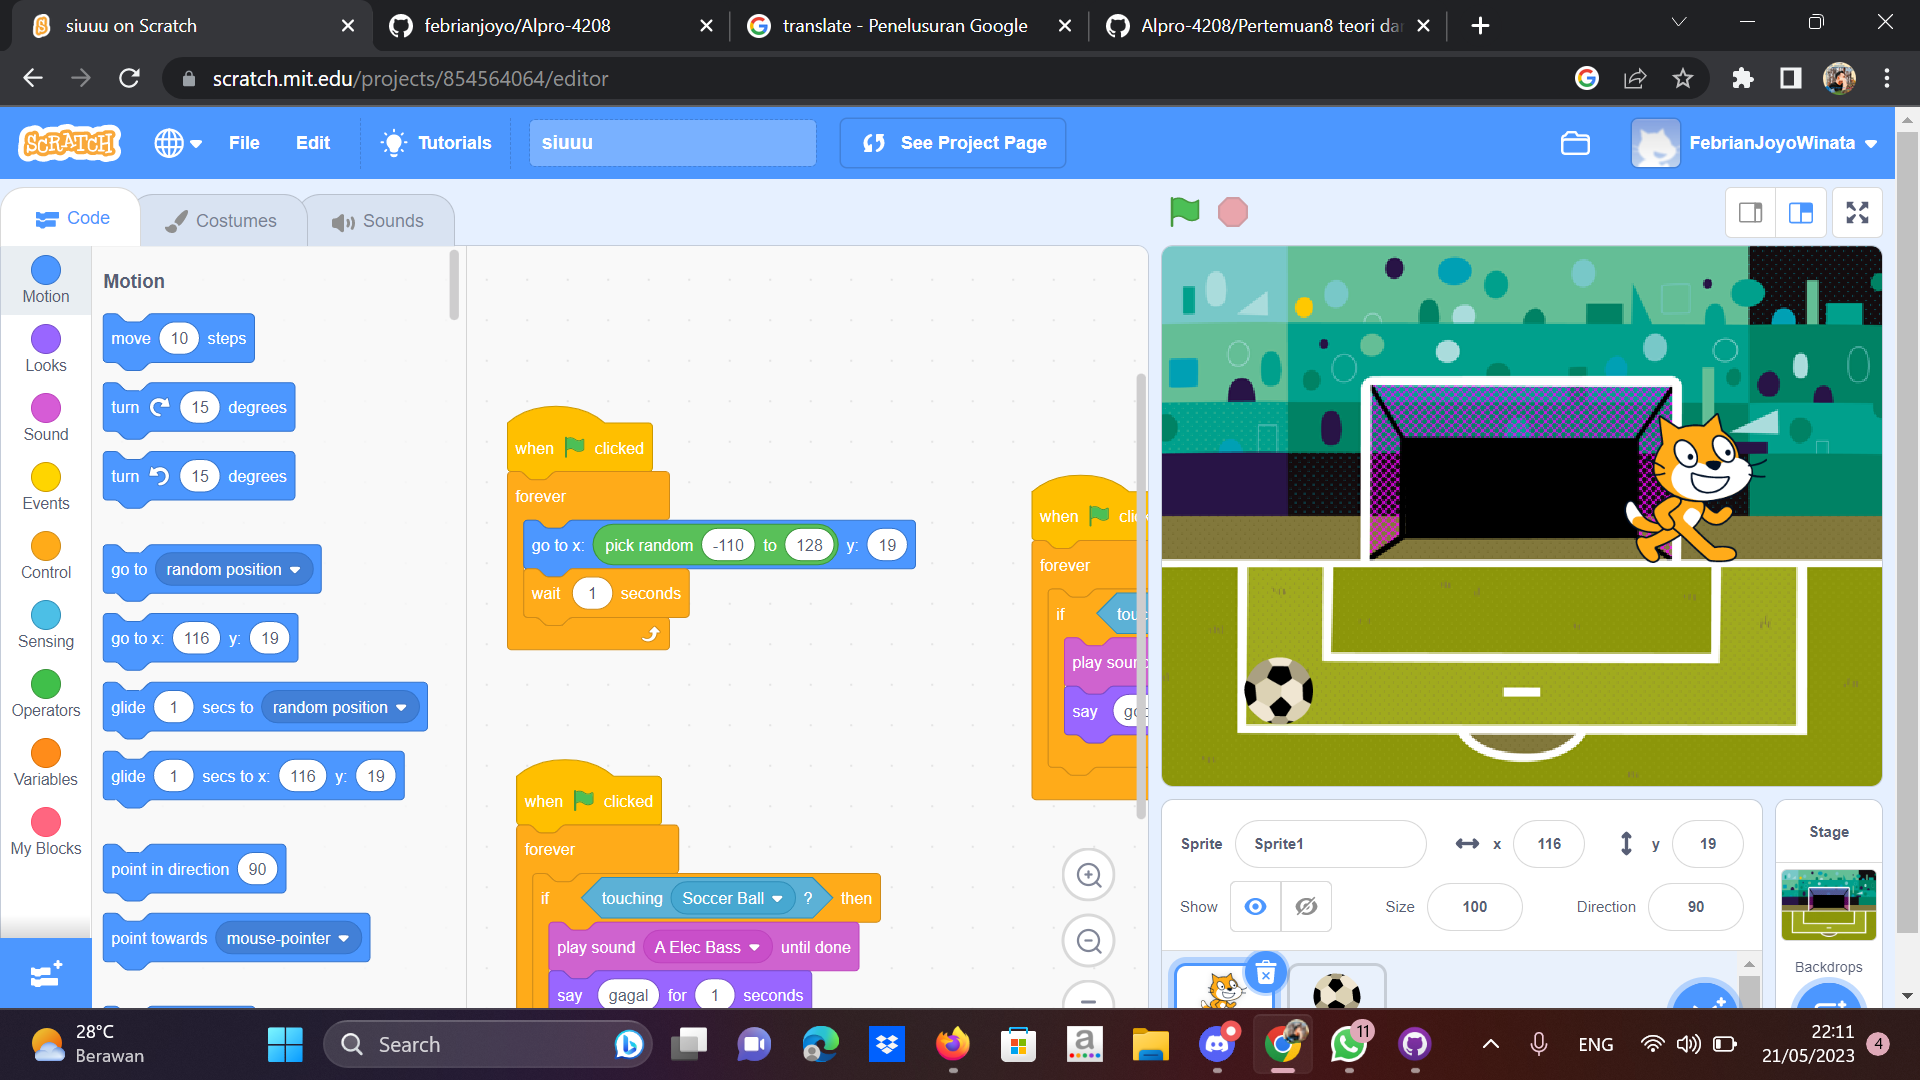 siuuu on Scratch
febrianjoyo/Alpro-4208
translate - Penelusuran Google
Alpro-4208/Pertemuan8 teori dar
scratch.mit.edu/projects/854564064/editor
SCRATCH
File
Edit
Tutorials
siuuu
See Project Page
FebrianJoyoWinata
Code
Costumes
Sounds
Motion
Looks
Sound
Events
Control
Sensing
Operators
Variables
My Blocks
Motion
move 10 steps
turn 15 degrees
turn 15 degrees
go to random position
go to x: 116 y: 19
glide 1 secs to random position
glide 1 secs to x: 116 y: 19
point in direction 90
point towards mouse-pointer
when clicked
forever
go to x: pick random -110 to 128 y: 19
wait 1 seconds
when clicked
forever
if touching Soccer Ball ? then
play sound A Elec Bass until done
say gagal for 1 seconds
when
forever
if
play
say
Sprite Sprite1 x 116 y 19
Show Size 100 Direction 90
Stage
Backdrops
28°C
Berawan
Search
11
ENG
22:11
21/05/2023
4